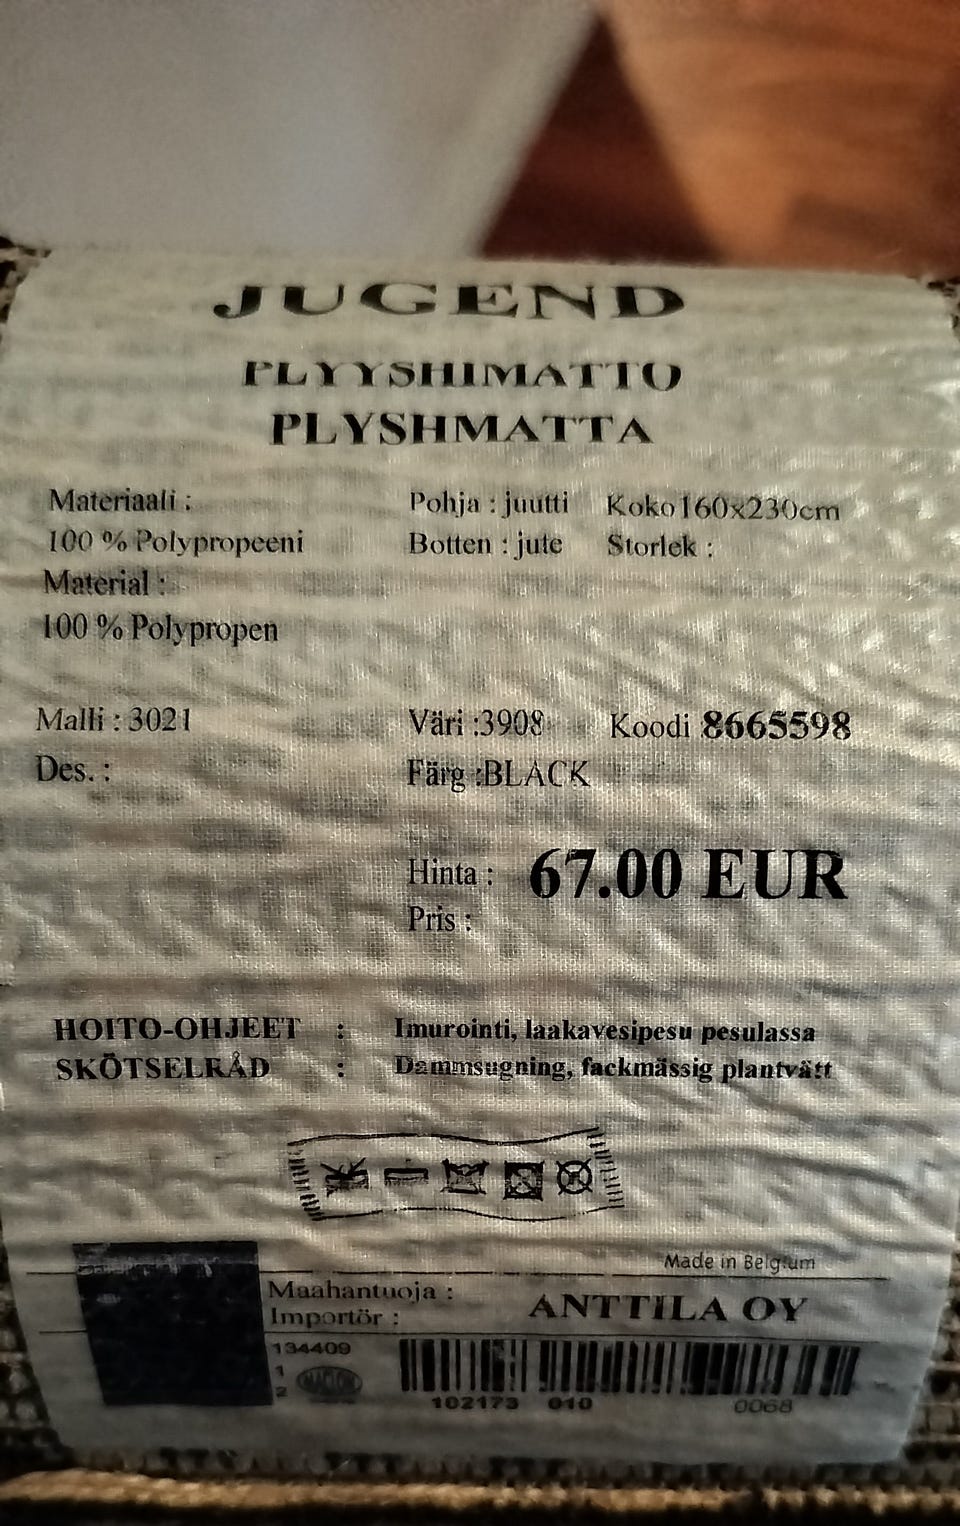 JUGEND
PLYYSHIMATTO
PLYSHMATTA
Materiaali :
100 % Polypropeeni
Material :
100 % Polypropen
Pohja : juutti
Botten : jute
Koko 160x230cm
Storlek :
Malli : 3021
Des. :
Väri :3908
Färg :BLACK
Koodi 8665598
Hinta : 67.00 EUR
Pris :
HOITO-OHJEET : Imurointi, laakavesipesu pesulassa
SKÖTSELRÅD : Dammsugning, fackmässig plantvätt
Made in Belgium
Maahantuoja :
Importör :
ANTTILA OY
134409
1
2
102173 010 0068